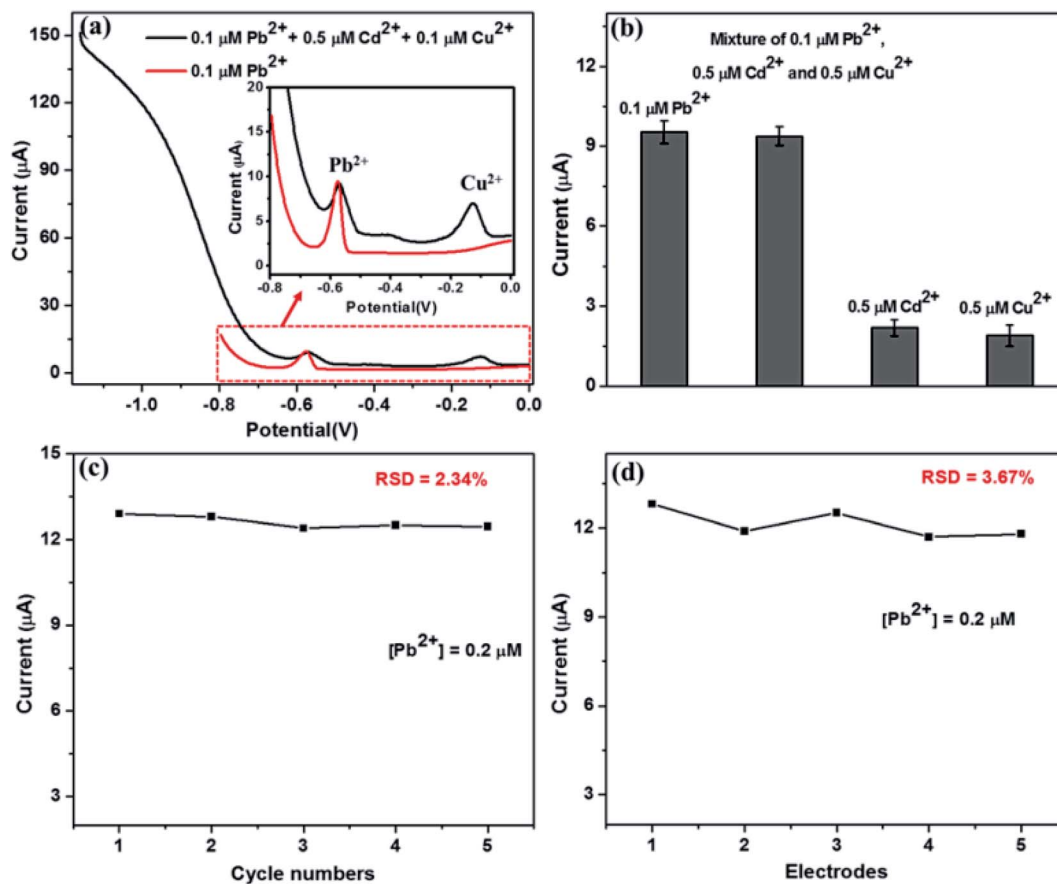 (a)
0.1 μM Pb²⁺ + 0.5 μM Cd²⁺ + 0.1 μM Cu²⁺
0.1 μM Pb²⁺
150
120
90
60
30
0
Current (μA)
-1.0
-0.8
-0.6
-0.4
-0.2
0.0
Potential(V)
20
15
10
5
0
Current (μA)
Pb²⁺
Cu²⁺
-0.8
-0.6
-0.4
-0.2
0.0
Potential(V)
(b)
Mixture of 0.1 μM Pb²⁺,
0.5 μM Cd²⁺ and 0.5 μM Cu²⁺
0.1 μM Pb²⁺
0.5 μM Cd²⁺
0.5 μM Cu²⁺
12
9
6
3
0
Current (μA)
(c)
RSD = 2.34%
[Pb²⁺] = 0.2 μM
15
12
9
6
3
Current (μA)
1
2
3
4
5
Cycle numbers
(d)
RSD = 3.67%
[Pb²⁺] = 0.2 μM
12
9
6
3
Current (μA)
1
2
3
4
5
Electrodes